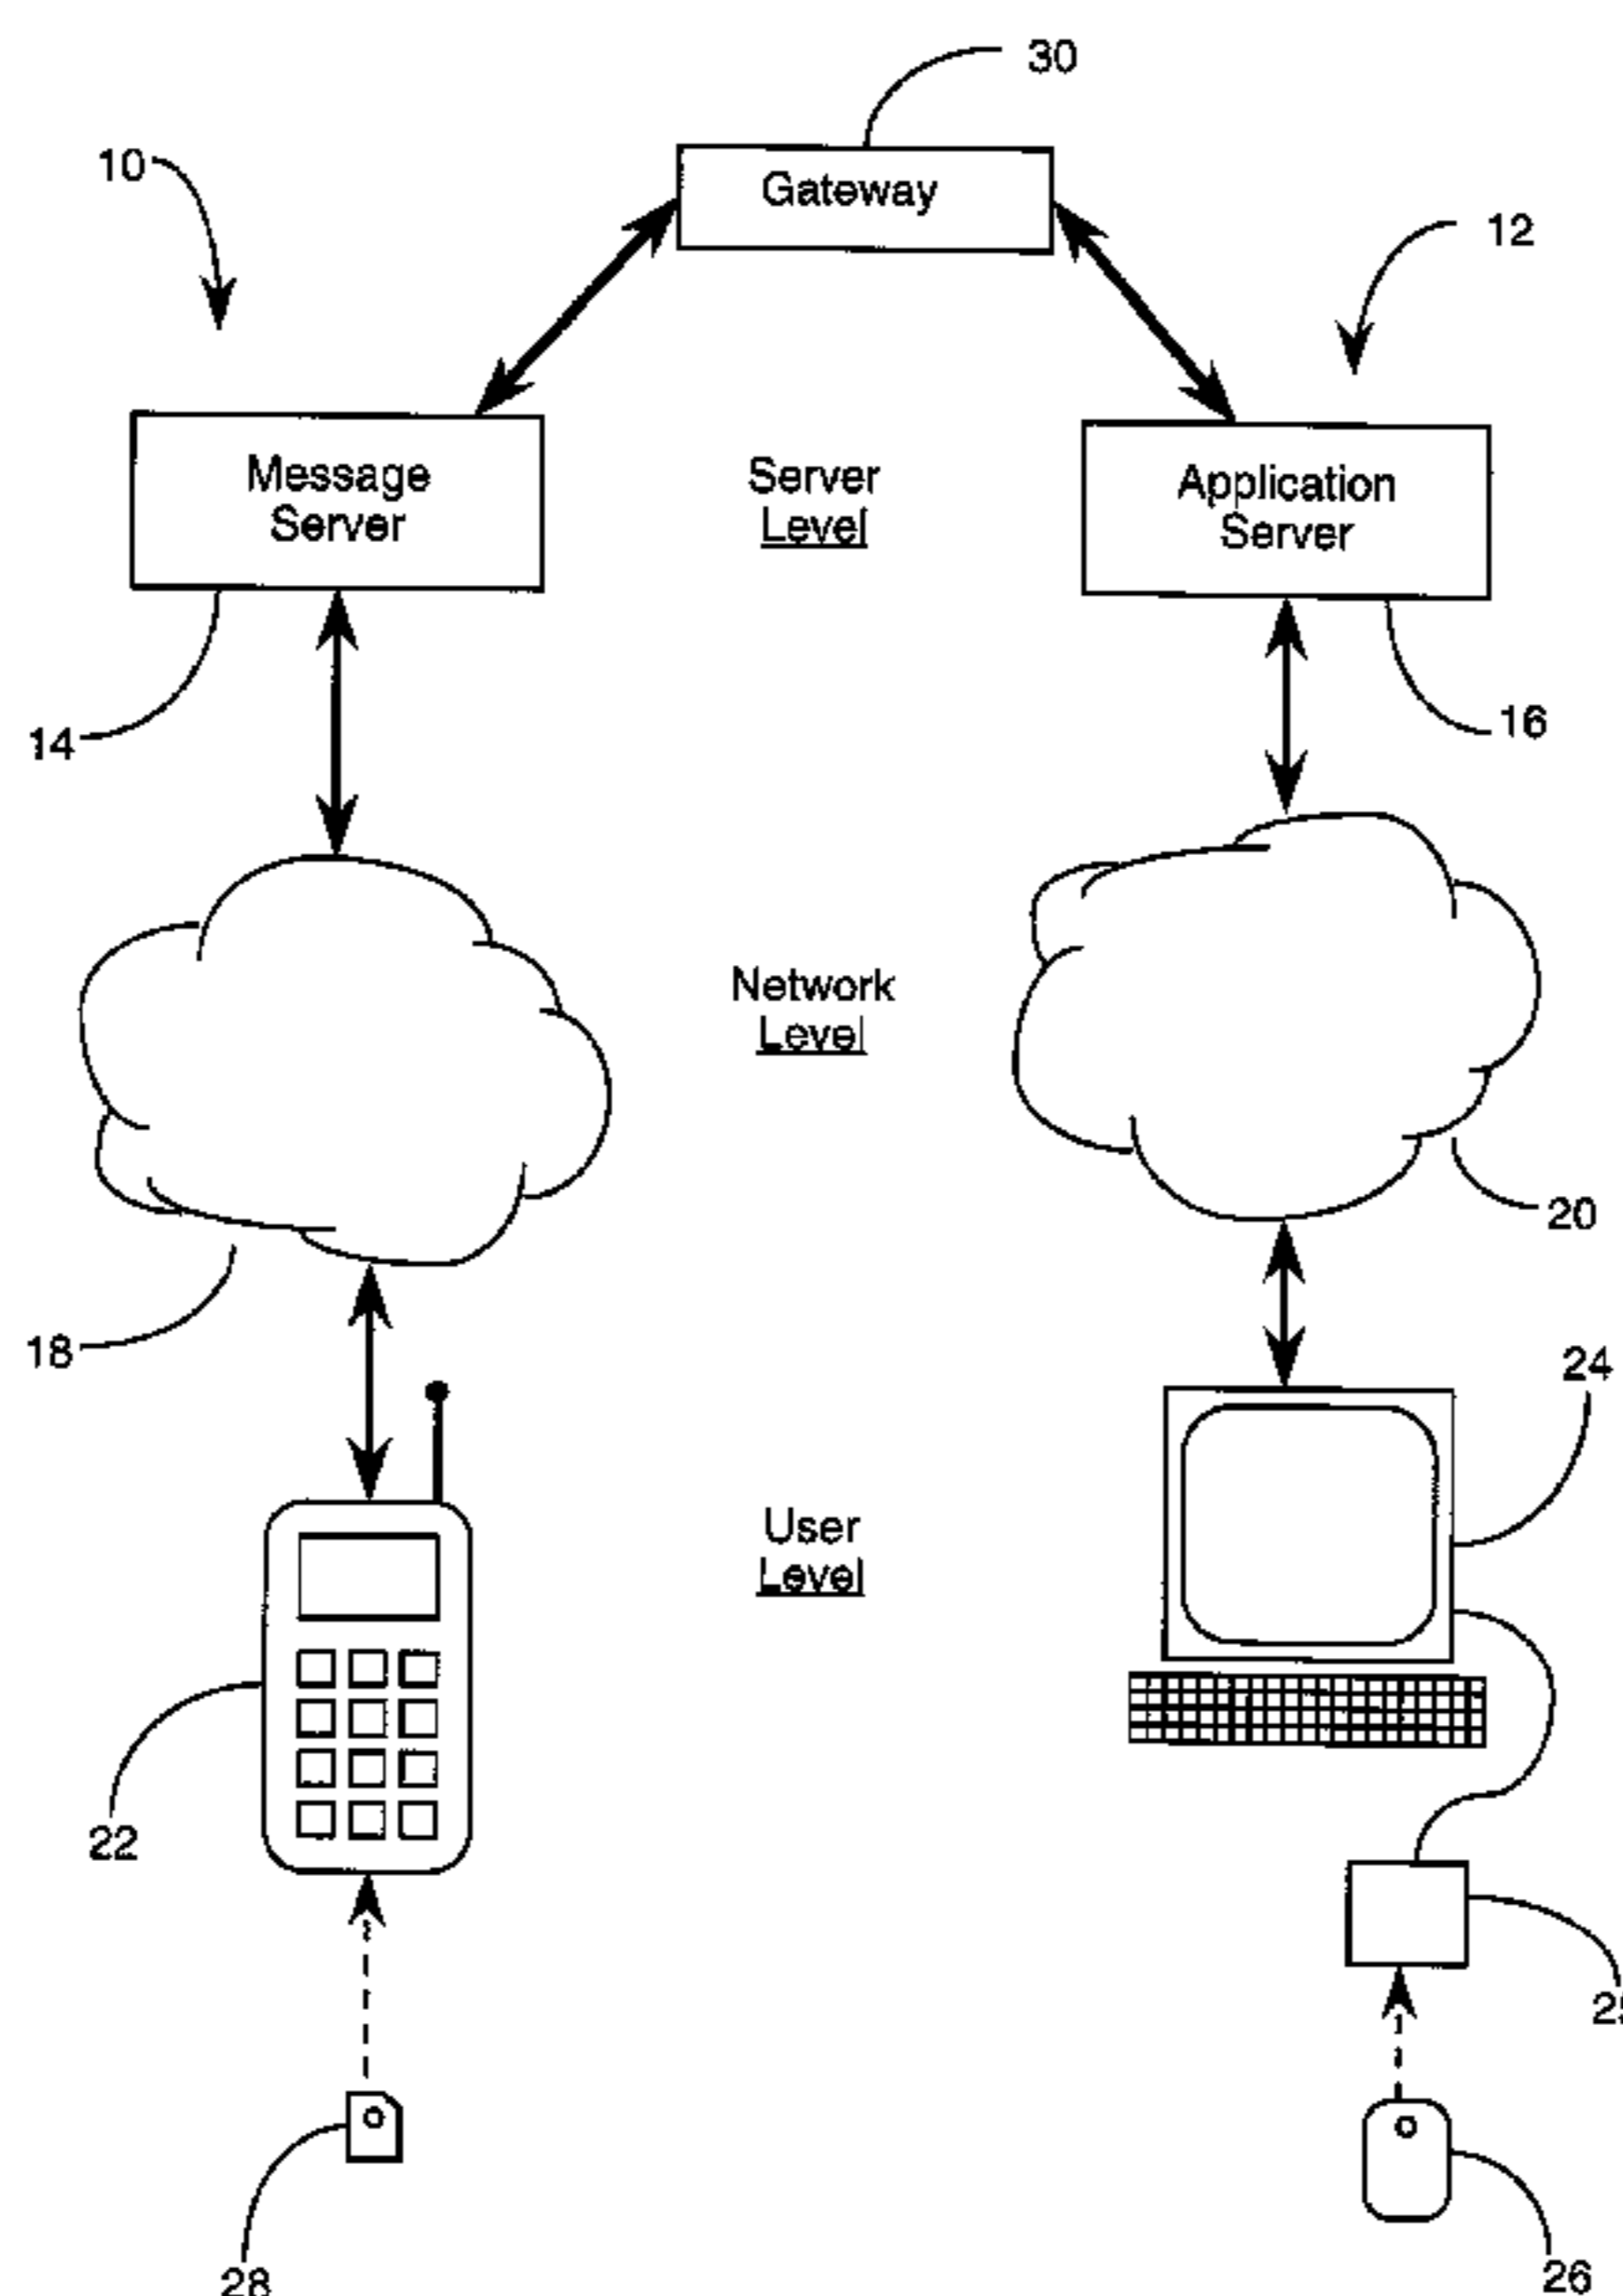 30
10
Gateway
12
Message
Server
Server
Level
Application
Server
14
16
Network
Level
20
18
24
User
Level
22
28
26